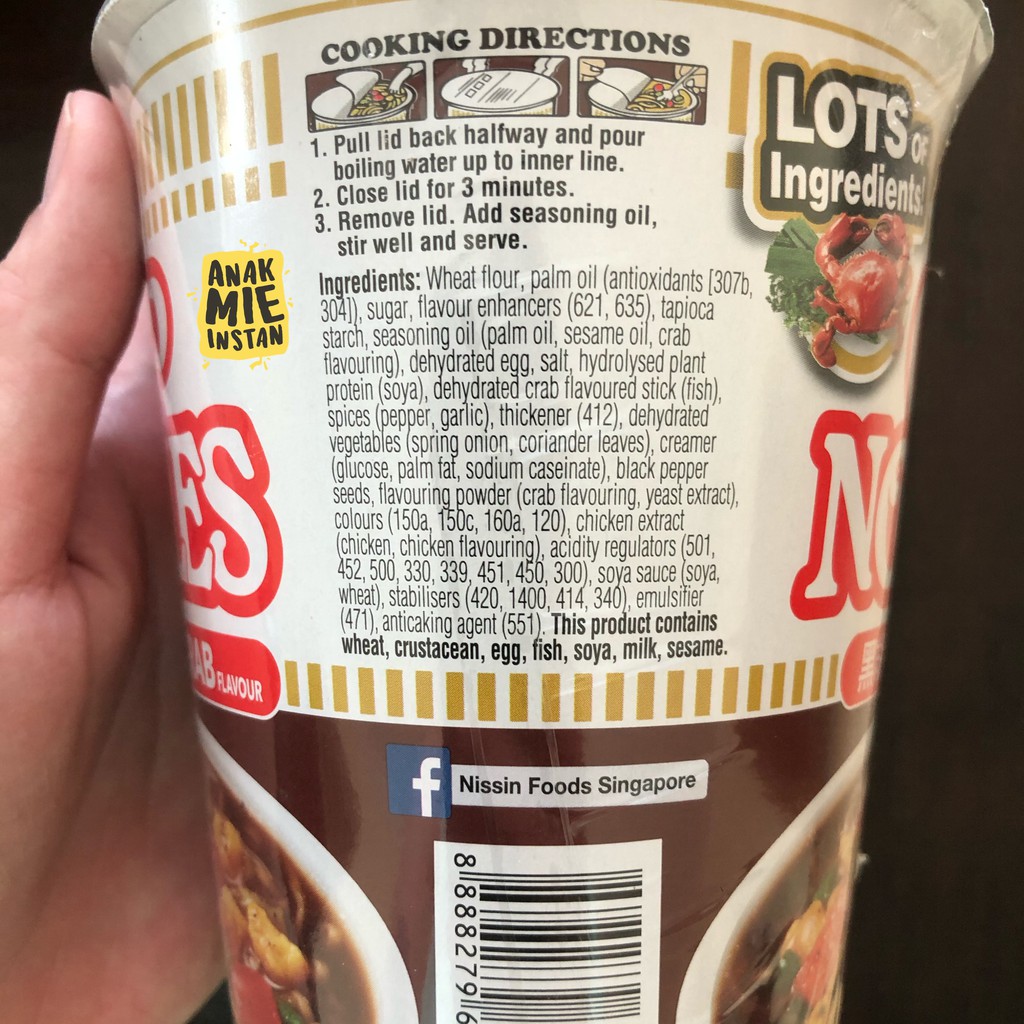 COOKING DIRECTIONS
1. Pull lid back halfway and pour
boiling water up to inner line.
2. Close lid for 3 minutes.
3. Remove lid. Add seasoning oil,
stir well and serve.
LOTS OF
Ingredients!
ANAK
MIE
INSTAN
Ingredients: Wheat flour, palm oil (antioxidants [307b,
304]), sugar, flavour enhancers (621, 635), tapioca
starch, seasoning oil (palm oil, sesame oil, crab
flavouring), dehydrated egg, salt, hydrolysed plant
protein (soya), dehydrated crab flavoured stick (fish),
spices (pepper, garlic), thickener (412), dehydrated
vegetables (spring onion, coriander leaves), creamer
(glucose, palm fat, sodium caseinate), black pepper
seeds, flavouring powder (crab flavouring, yeast extract),
colours (150a, 150c, 160a, 120), chicken extract
(chicken, chicken flavouring), acidity regulators (501,
452, 500, 330, 339, 451, 450, 300), soya sauce (soya,
wheat), stabilisers (420, 1400, 414, 340), emulsifier
(471), anticaking agent (551). This product contains
wheat, crustacean, egg, fish, soya, milk, sesame.
ES
NO
AB FLAVOUR
f Nissin Foods Singapore
8 888279 6